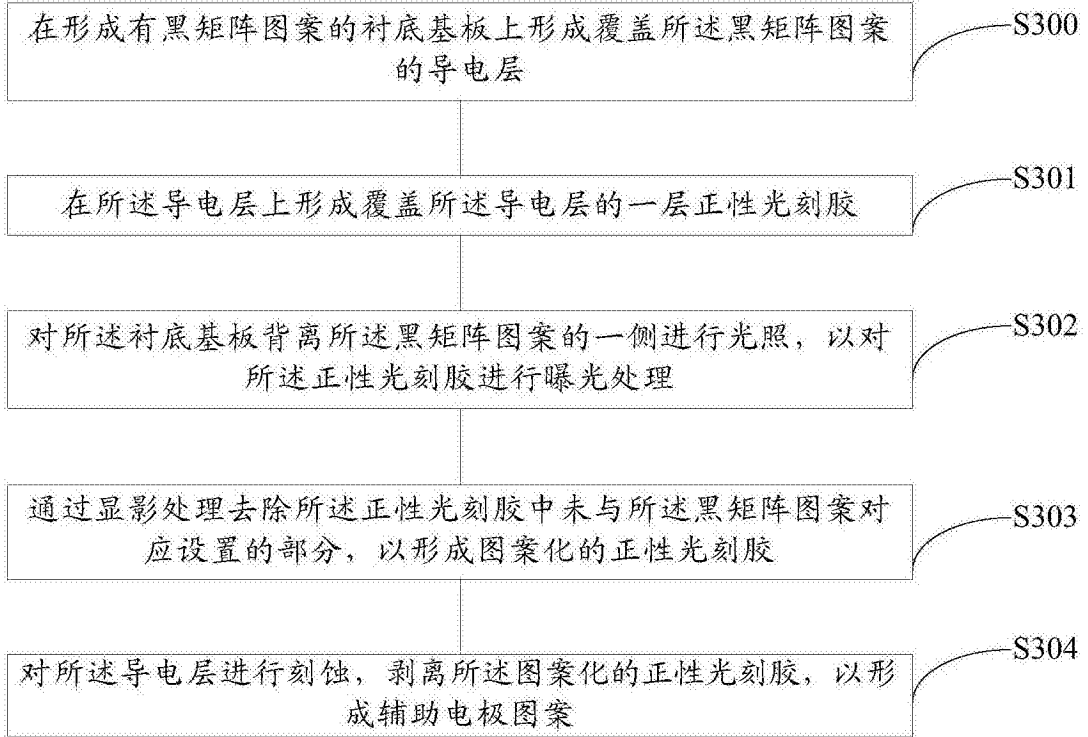 在形成有黑矩阵图案的衬底基板上形成覆盖所述黑矩阵图案
的导电层
S300
在所述导电层上形成覆盖所述导电层的一层正性光刻胶
S301
对所述衬底基板背离所述黑矩阵图案的一侧进行光照，以对
所述正性光刻胶进行曝光处理
S302
通过显影处理去除所述正性光刻胶中未与所述黑矩阵图案对
应设置的部分，以形成图案化的正性光刻胶
S303
对所述导电层进行刻蚀，剥离所述图案化的正性光刻胶，以形
成辅助电极图案
S304